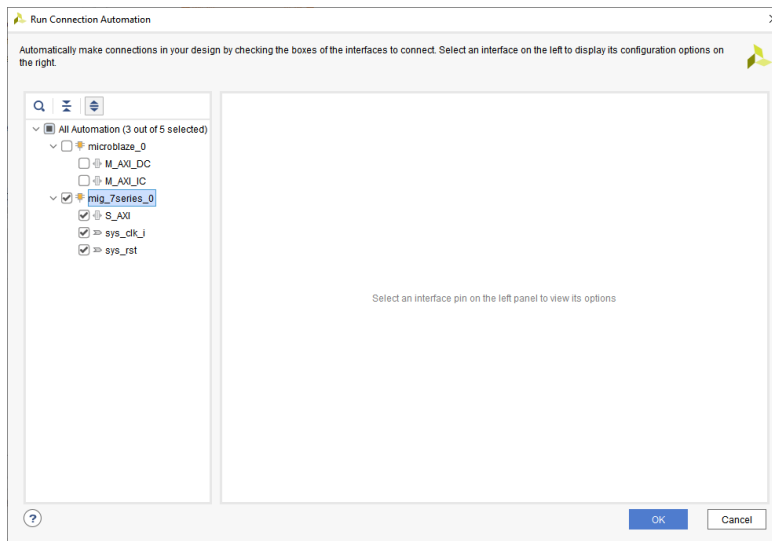 Run Connection Automation
Automatically make connections in your design by checking the boxes of the interfaces to connect. Select an interface on the left to display its configuration options on
the right.
All Automation (3 out of 5 selected)
microblaze_0
M_AXI_DC
M_AXI_IC
mig_7series_0
S_AXI
sys_clk_i
sys_rst
Select an interface pin on the left panel to view its options
?
OK
Cancel